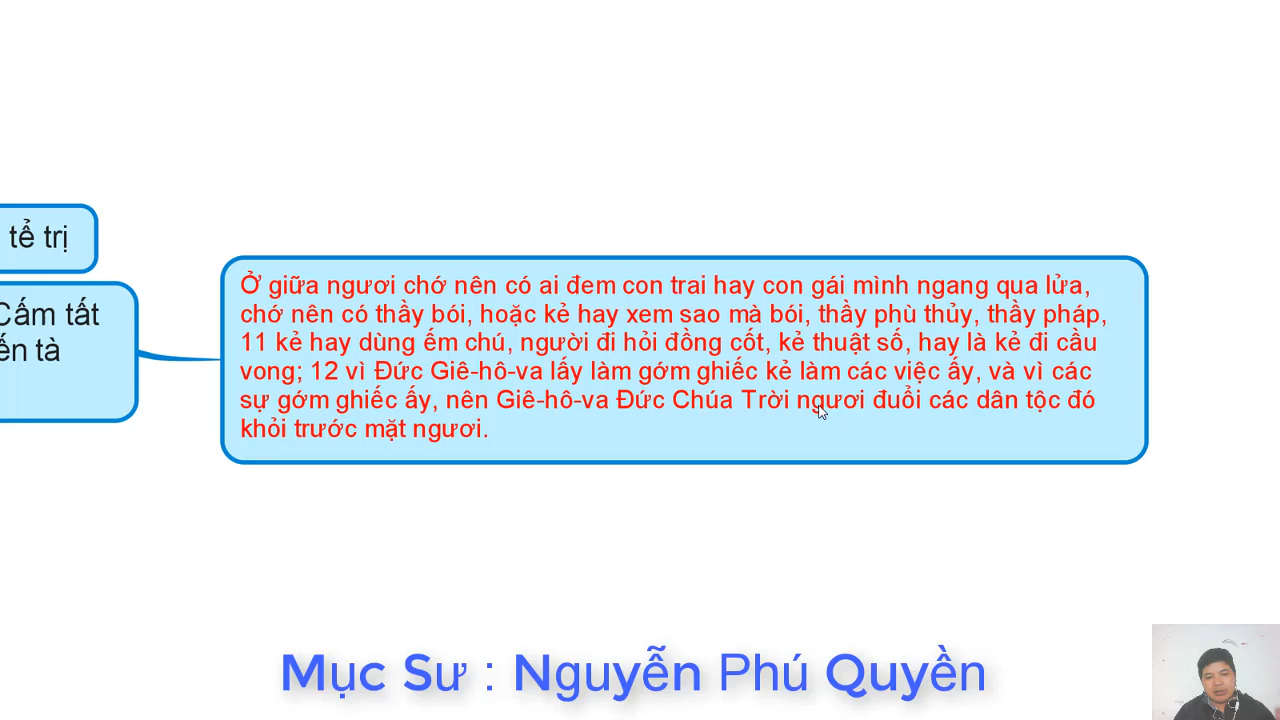 tể trị
Cấm tất
ến tà
Ở giữa ngươi chớ nên có ai đem con trai hay con gái mình ngang qua lửa,
chớ nên có thầy bói, hoặc kẻ hay xem sao mà bói, thầy phù thủy, thầy pháp,
11 kẻ hay dùng ếm chú, người đi hỏi đồng cốt, kẻ thuật số, hay là kẻ đi cầu
vong; 12 vì Đức Giê-hô-va lấy làm gớm ghiếc kẻ làm các việc ấy, và vì các
sự gớm ghiếc ấy, nên Giê-hô-va Đức Chúa Trời ngươi đuổi các dân tộc đó
khỏi trước mặt ngươi.
Mục Sư : Nguyễn Phú Quyền